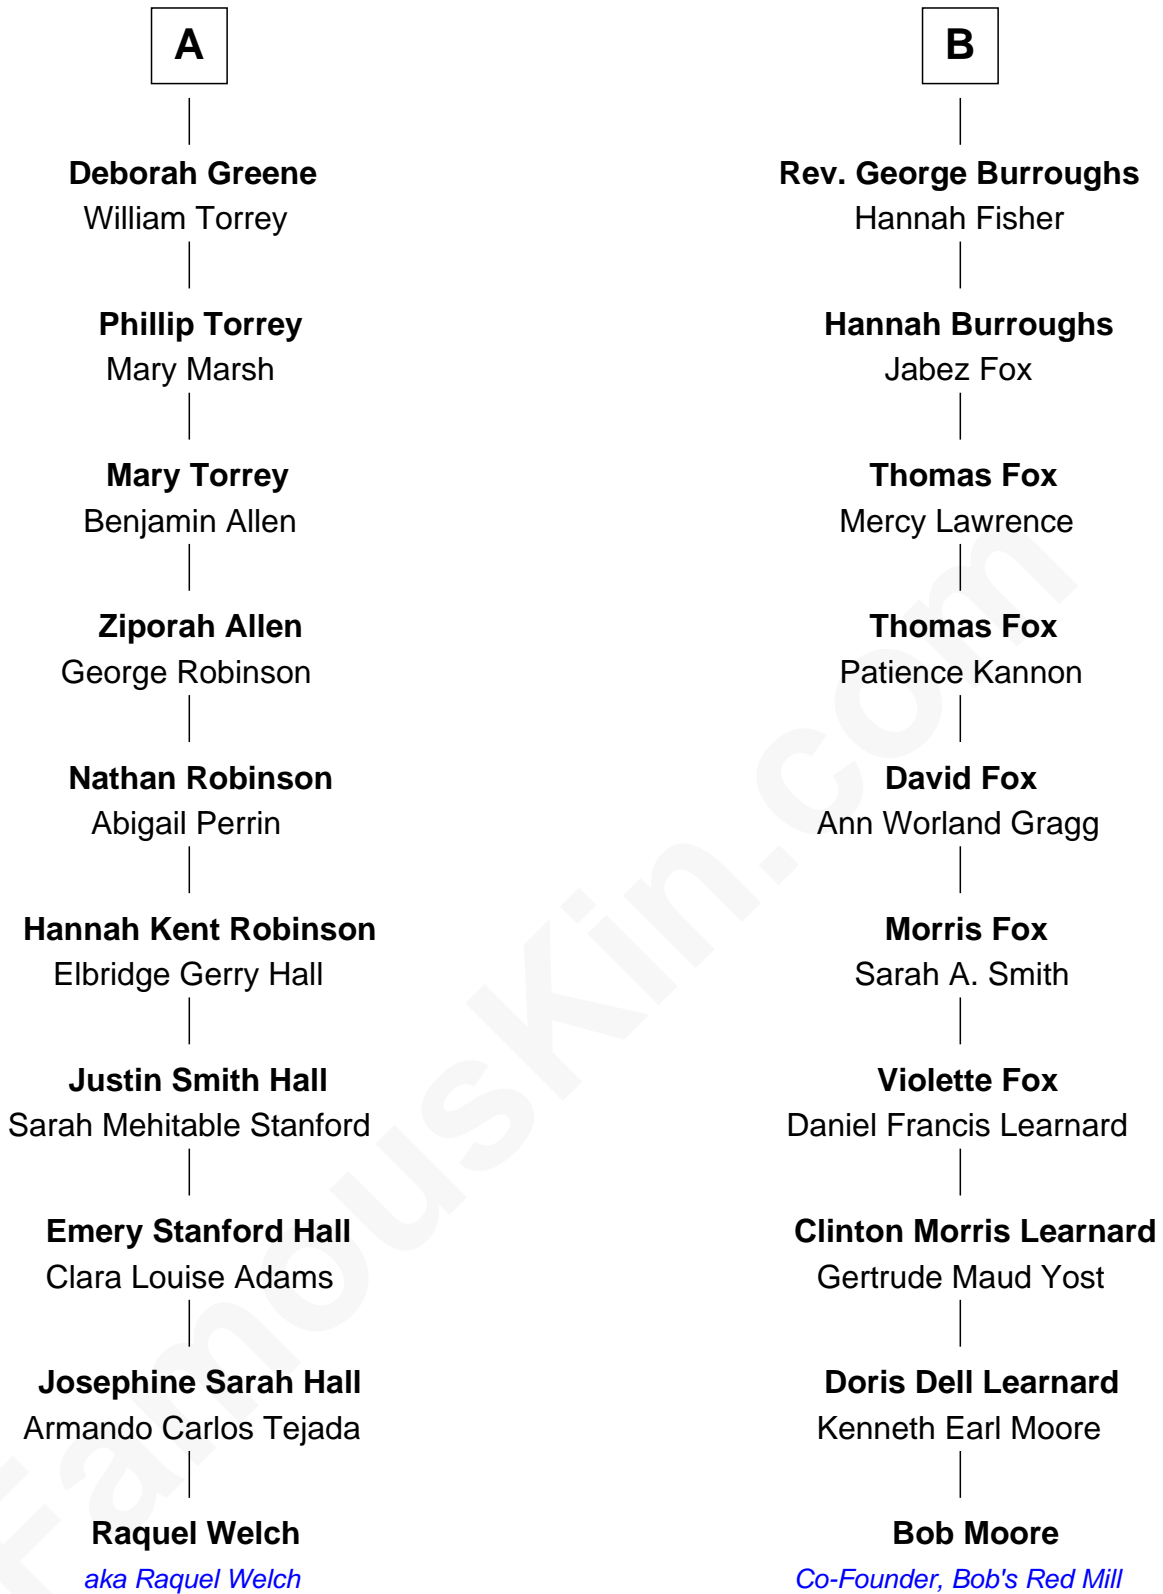 A
Deborah Greene
William Torrey
Phillip Torrey
Mary Marsh
Mary Torrey
Benjamin Allen
Ziporah Allen
George Robinson
Nathan Robinson
Abigail Perrin
Hannah Kent Robinson
Elbridge Gerry Hall
Justin Smith Hall
Sarah Mehitable Stanford
Emery Stanford Hall
Clara Louise Adams
Josephine Sarah Hall
Armando Carlos Tejada
Raquel Welch
aka Raquel Welch
B
Rev. George Burroughs
Hannah Fisher
Hannah Burroughs
Jabez Fox
Thomas Fox
Mercy Lawrence
Thomas Fox
Patience Kannon
David Fox
Ann Worland Gragg
Morris Fox
Sarah A. Smith
Violette Fox
Daniel Francis Learnard
Clinton Morris Learnard
Gertrude Maud Yost
Doris Dell Learnard
Kenneth Earl Moore
Bob Moore
Co-Founder, Bob's Red Mill
FamousKin.com